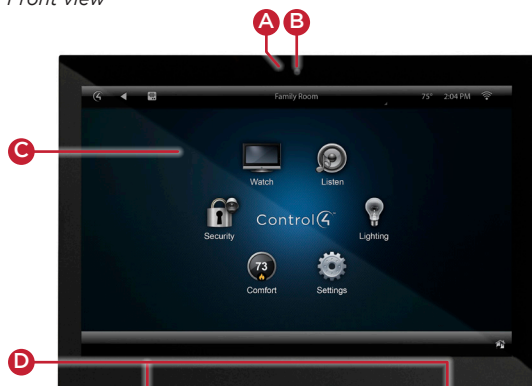 Front view
A B
Family Room 75° 2:04 PM
C
Watch Listen
Security Control4 Lighting
73
Comfort Settings
D